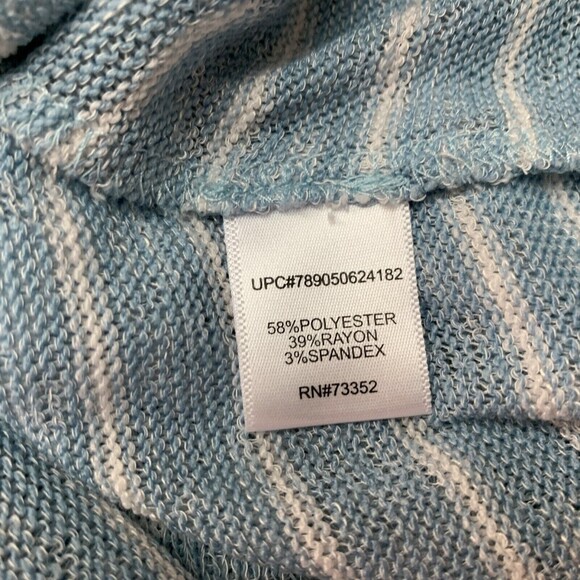 UPC#789050624182
58%POLYESTER
39%RAYON
3%SPANDEX
RN#73352